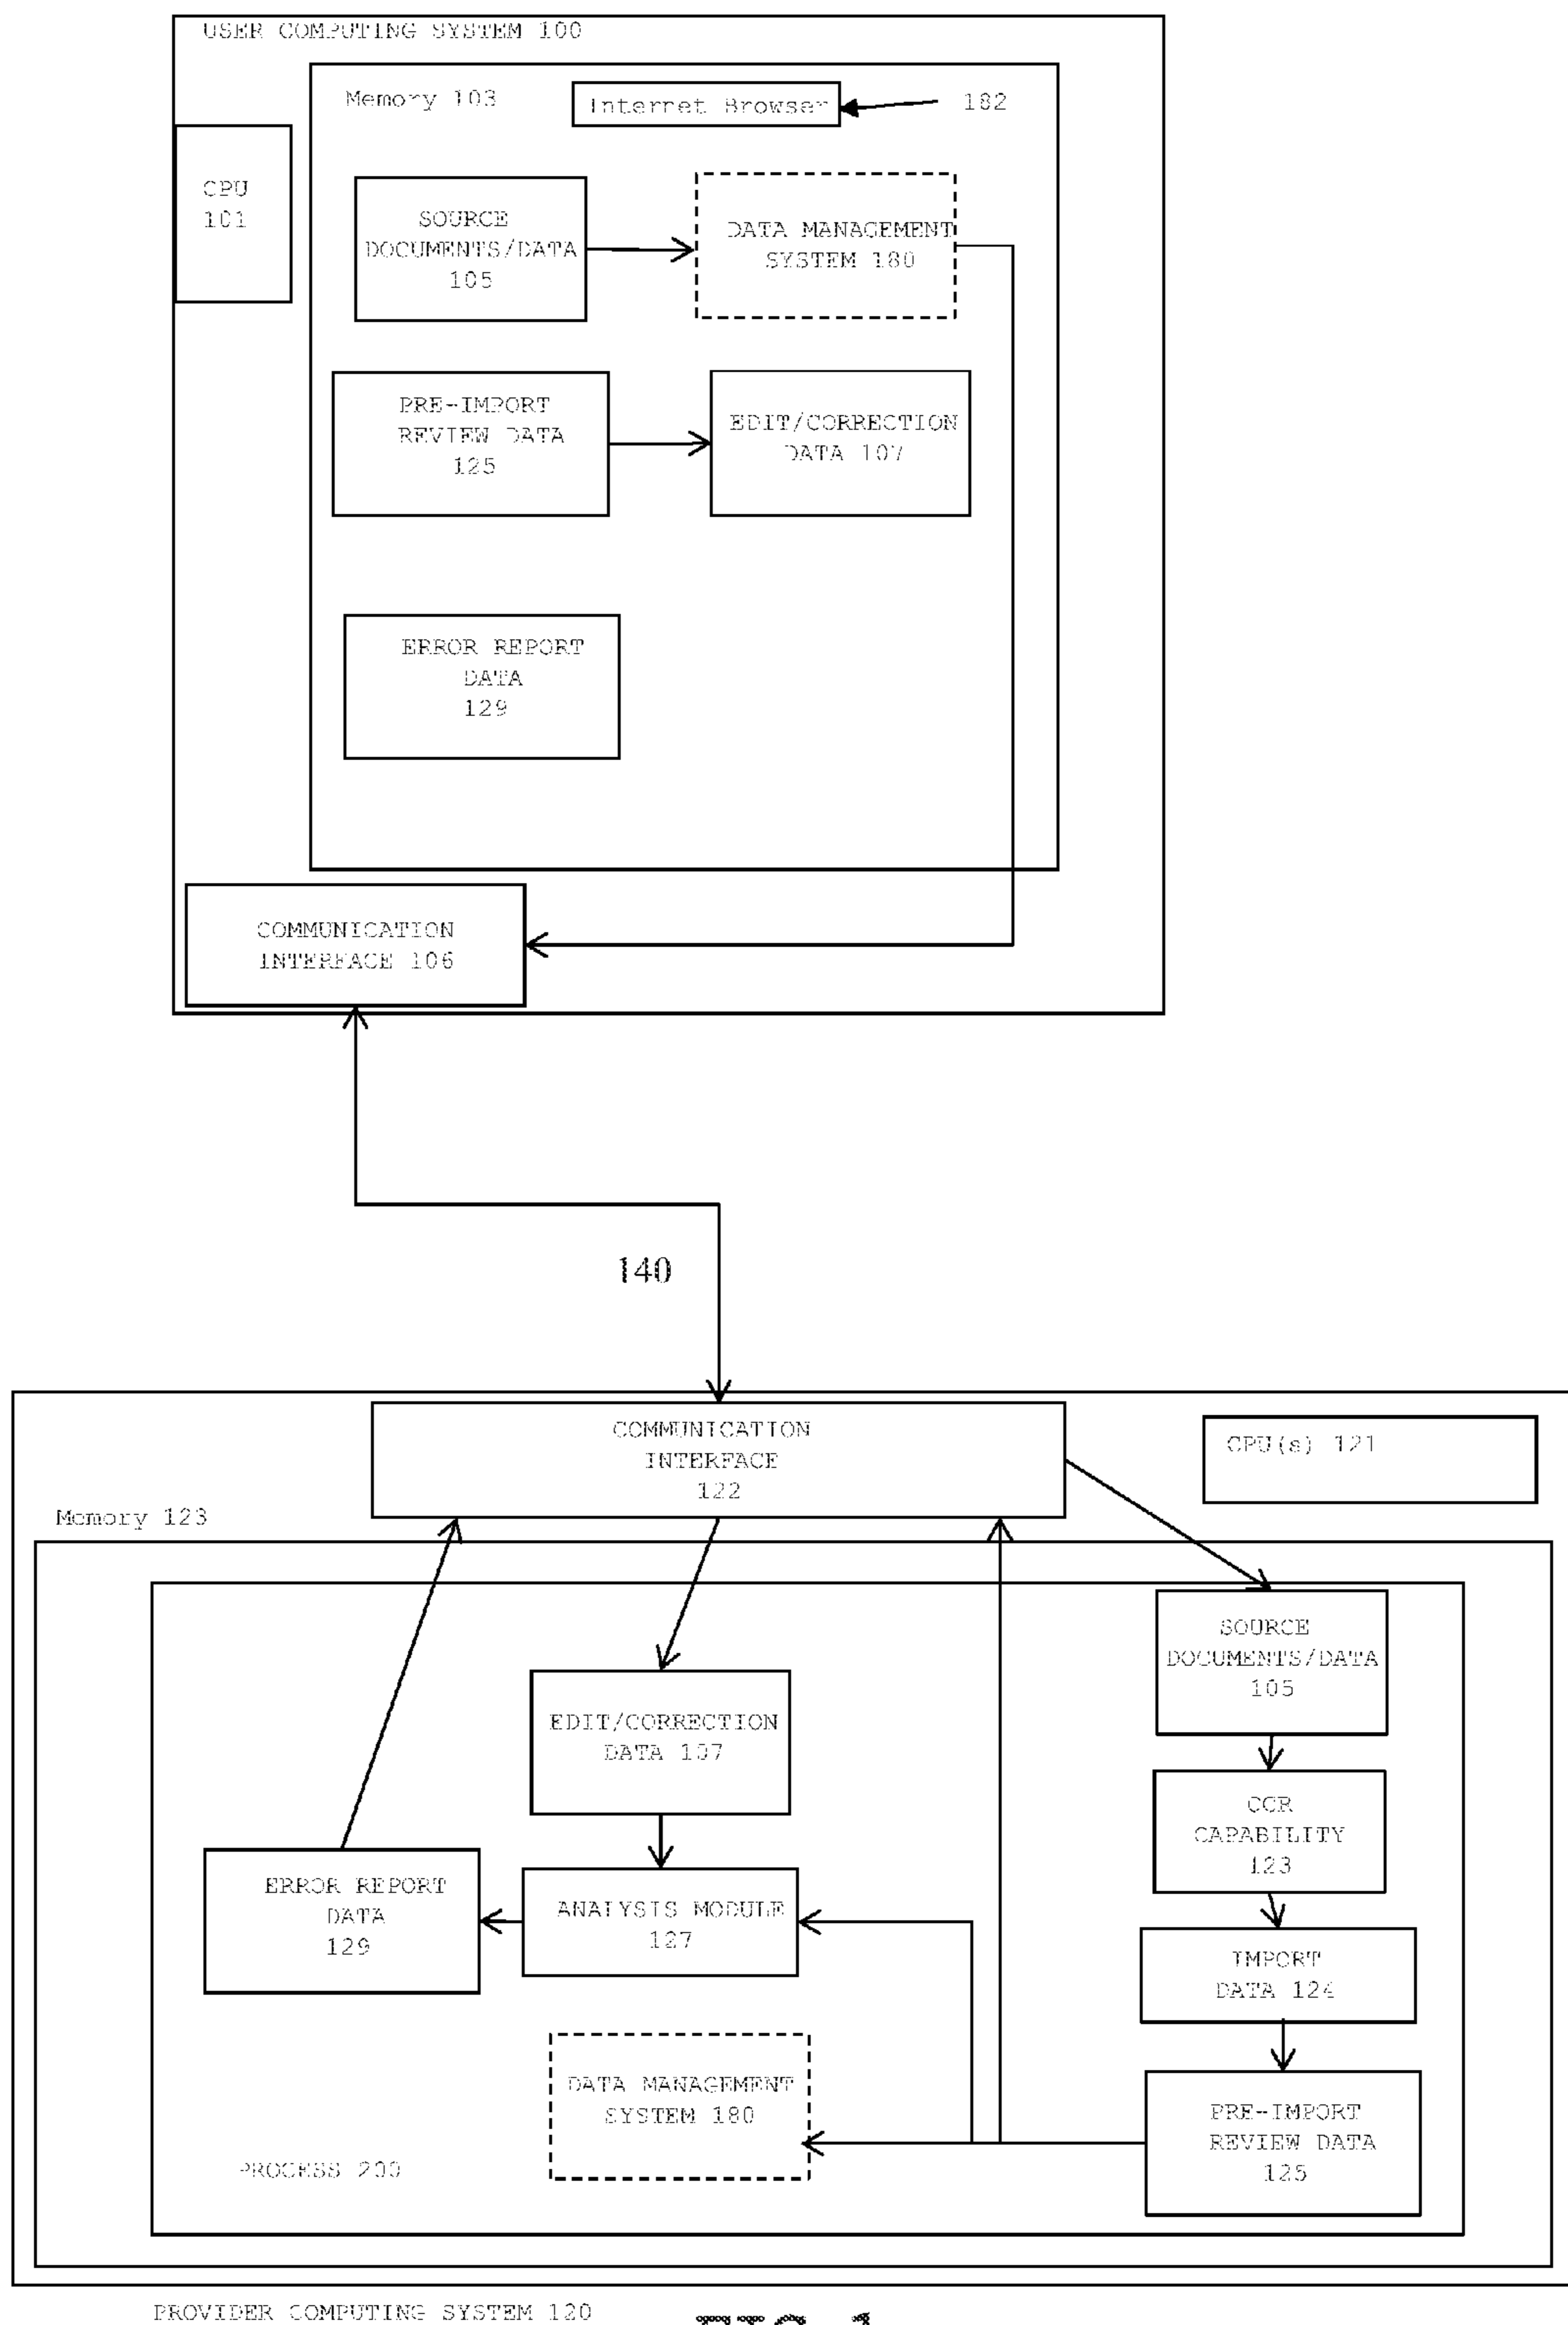 USER COMPUTING SYSTEM 100
Memory 103
Internet Browser
182
CPU
101
SOURCE
DOCUMENTS/DATA
105
DATA MANAGEMENT
SYSTEM 180
PRE-IMPORT
REVIEW DATA
125
EDIT/CORRECTION
DATA 107
ERROR REPORT
DATA
129
COMMUNICATION
INTERFACE 106
140
COMMUNICATION
INTERFACE
122
CPU(s) 121
Memory 123
SOURCE
DOCUMENTS/DATA
105
EDIT/CORRECTION
DATA 107
OCR
CAPABILITY
123
ERROR REPORT
DATA
129
ANALYSIS MODULE
127
IMPORT
DATA 124
DATA MANAGEMENT
SYSTEM 180
PRE-IMPORT
REVIEW DATA
125
PROCESS 200
PROVIDER COMPUTING SYSTEM 120